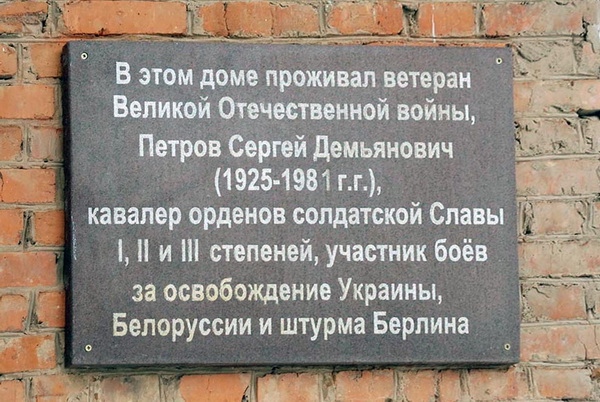 В этом доме проживал ветеран
Великой Отечественной войны,
Петров Сергей Демьянович
(1925-1981 г.г.),
кавалер орденов солдатской Славы
I, II и III степеней, участник боёв
за освобождение Украины,
Белоруссии и штурма Берлина